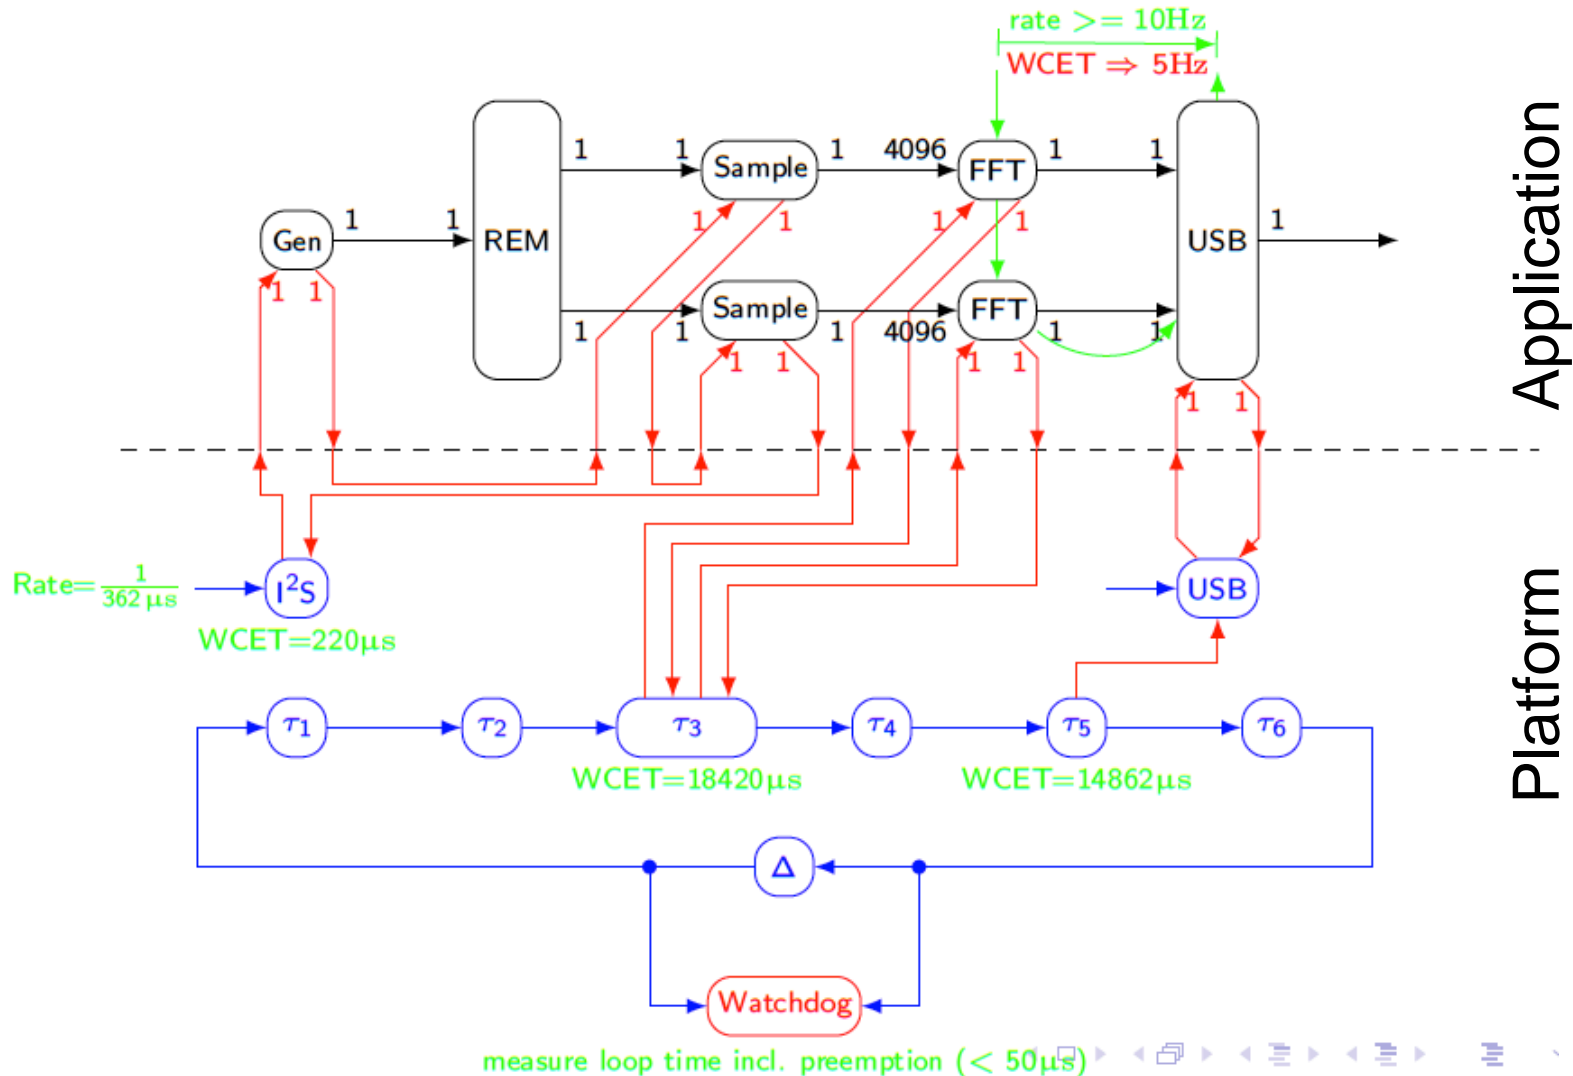 rate >= 10Hz
WCET ⇒ 5Hz
1 1 1 4096 1 1
Sample FFT
1 1 1 1
1 1 1
Gen REM USB
1 1
Sample FFT
1 1 1 4096 1 1
1 1 1 1
1 1
Application
Rate= 1/362 μs
I²S
USB
WCET=220μs
τ1 τ2 τ3 τ4 τ5 τ6
WCET=18420μs WCET=14862μs
Platform
Δ
Watchdog
measure loop time incl. preemption (< 50μs)